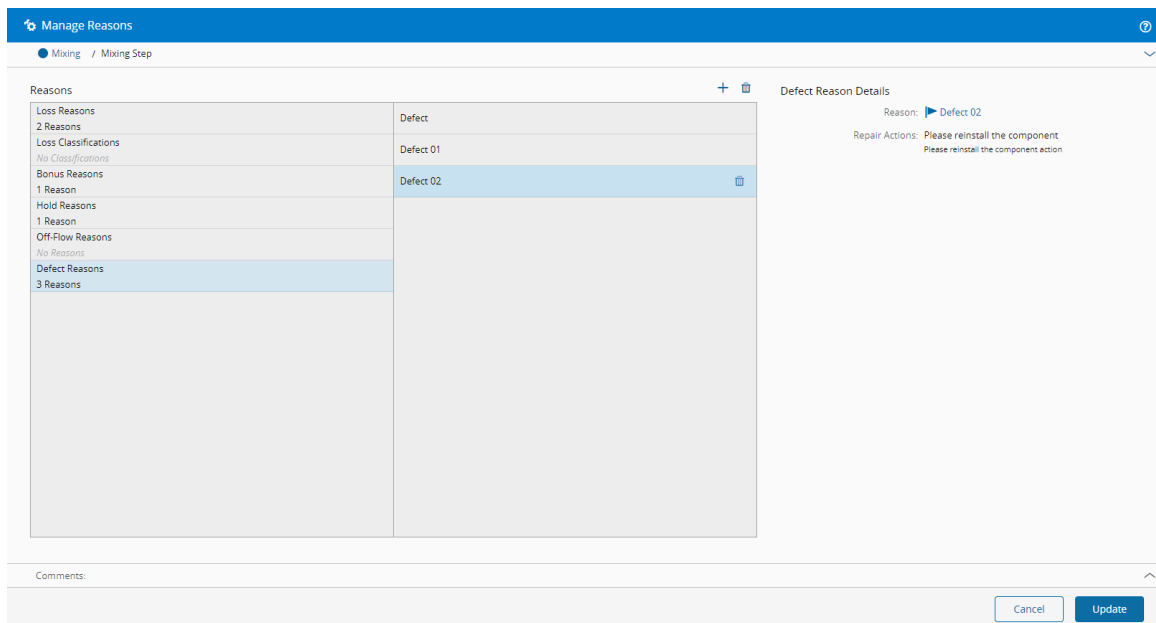 Manage Reasons
Mixing / Mixing Step
Reasons
Loss Reasons
2 Reasons
Loss Classifications
No Classifications
Bonus Reasons
1 Reason
Hold Reasons
1 Reason
Off-Flow Reasons
No Reasons
Defect Reasons
3 Reasons
Defect
Defect 01
Defect 02
Defect Reason Details
Reason: Defect 02
Repair Actions: Please reinstall the component
Please reinstall the component action
Comments:
Cancel
Update